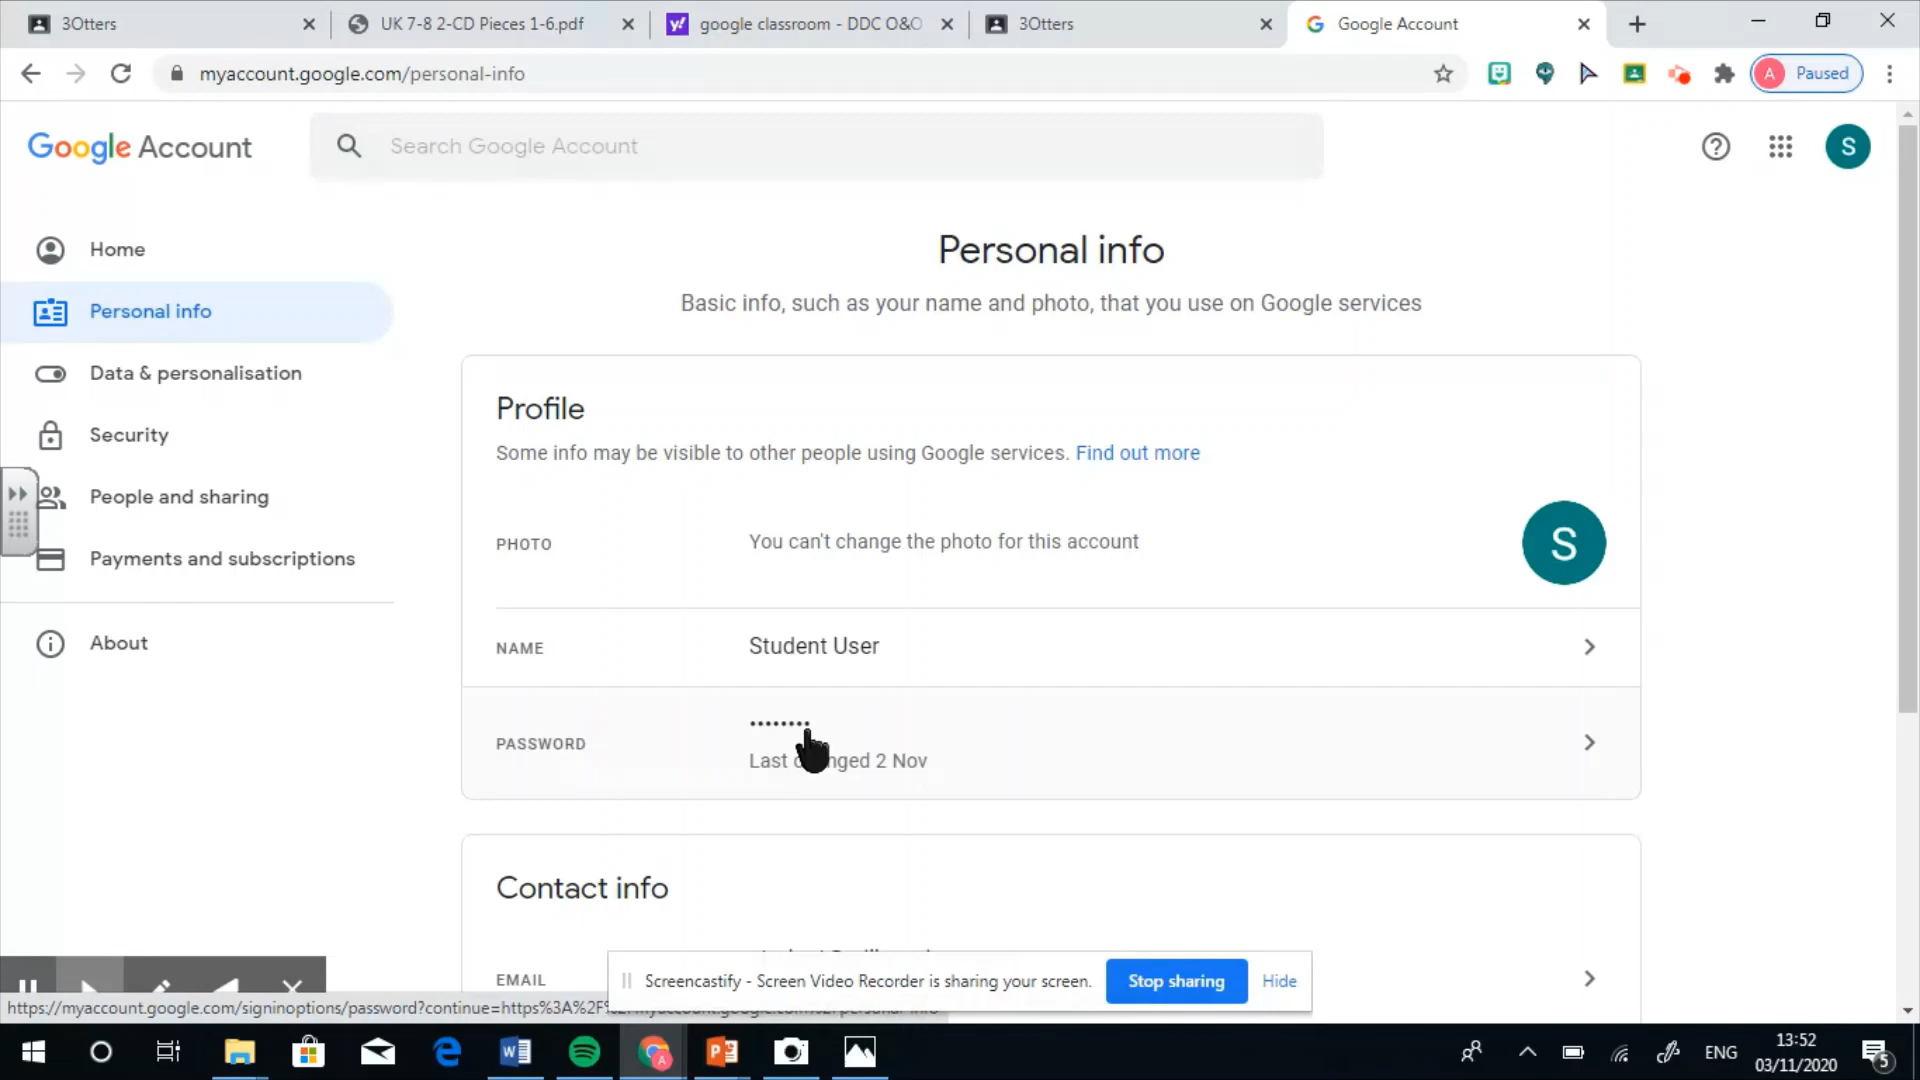 3Otters
UK 7-8 2-CD Pieces 1-6.pdf
google classroom - DDC O&O
3Otters
Google Account
myaccount.google.com/personal-info
A Paused
Google Account
Search Google Account
S
Home
Personal info
Data & personalisation
Security
People and sharing
Payments and subscriptions
About
Personal info
Basic info, such as your name and photo, that you use on Google services
Profile
Some info may be visible to other people using Google services. Find out more
PHOTO You can't change the photo for this account S
NAME Student User
PASSWORD ••••••••
Last changed 2 Nov
Contact info
EMAIL
Screencastify - Screen Video Recorder is sharing your screen. Stop sharing Hide
https://myaccount.google.com/signinoptions/password?continue=https%3A%2F%
ENG
13:52
03/11/2020
5